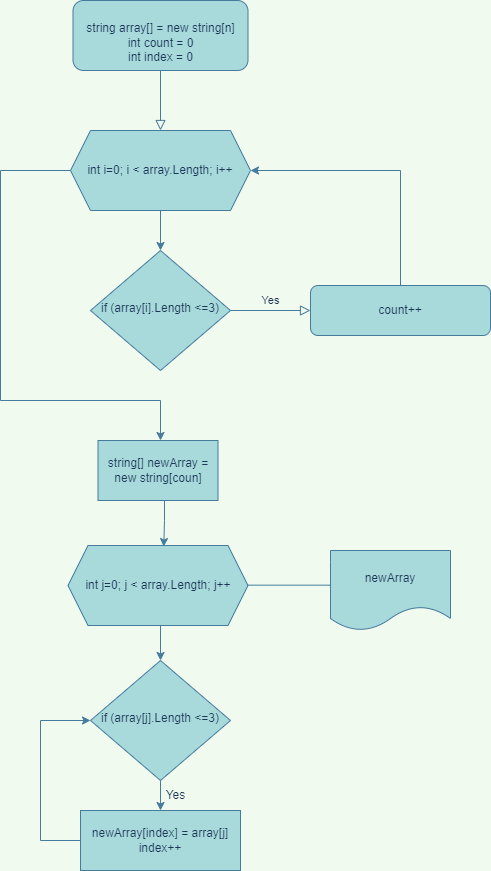 string array[] = new string[n]
int count = 0
int index = 0
int i=0; i < array.Length; i++
if (array[i].Length <=3)
Yes
count++
string[] newArray =
new string[coun]
int j=0; j < array.Length; j++
newArray
if (array[j].Length <=3)
Yes
newArray[index] = array[j]
index++